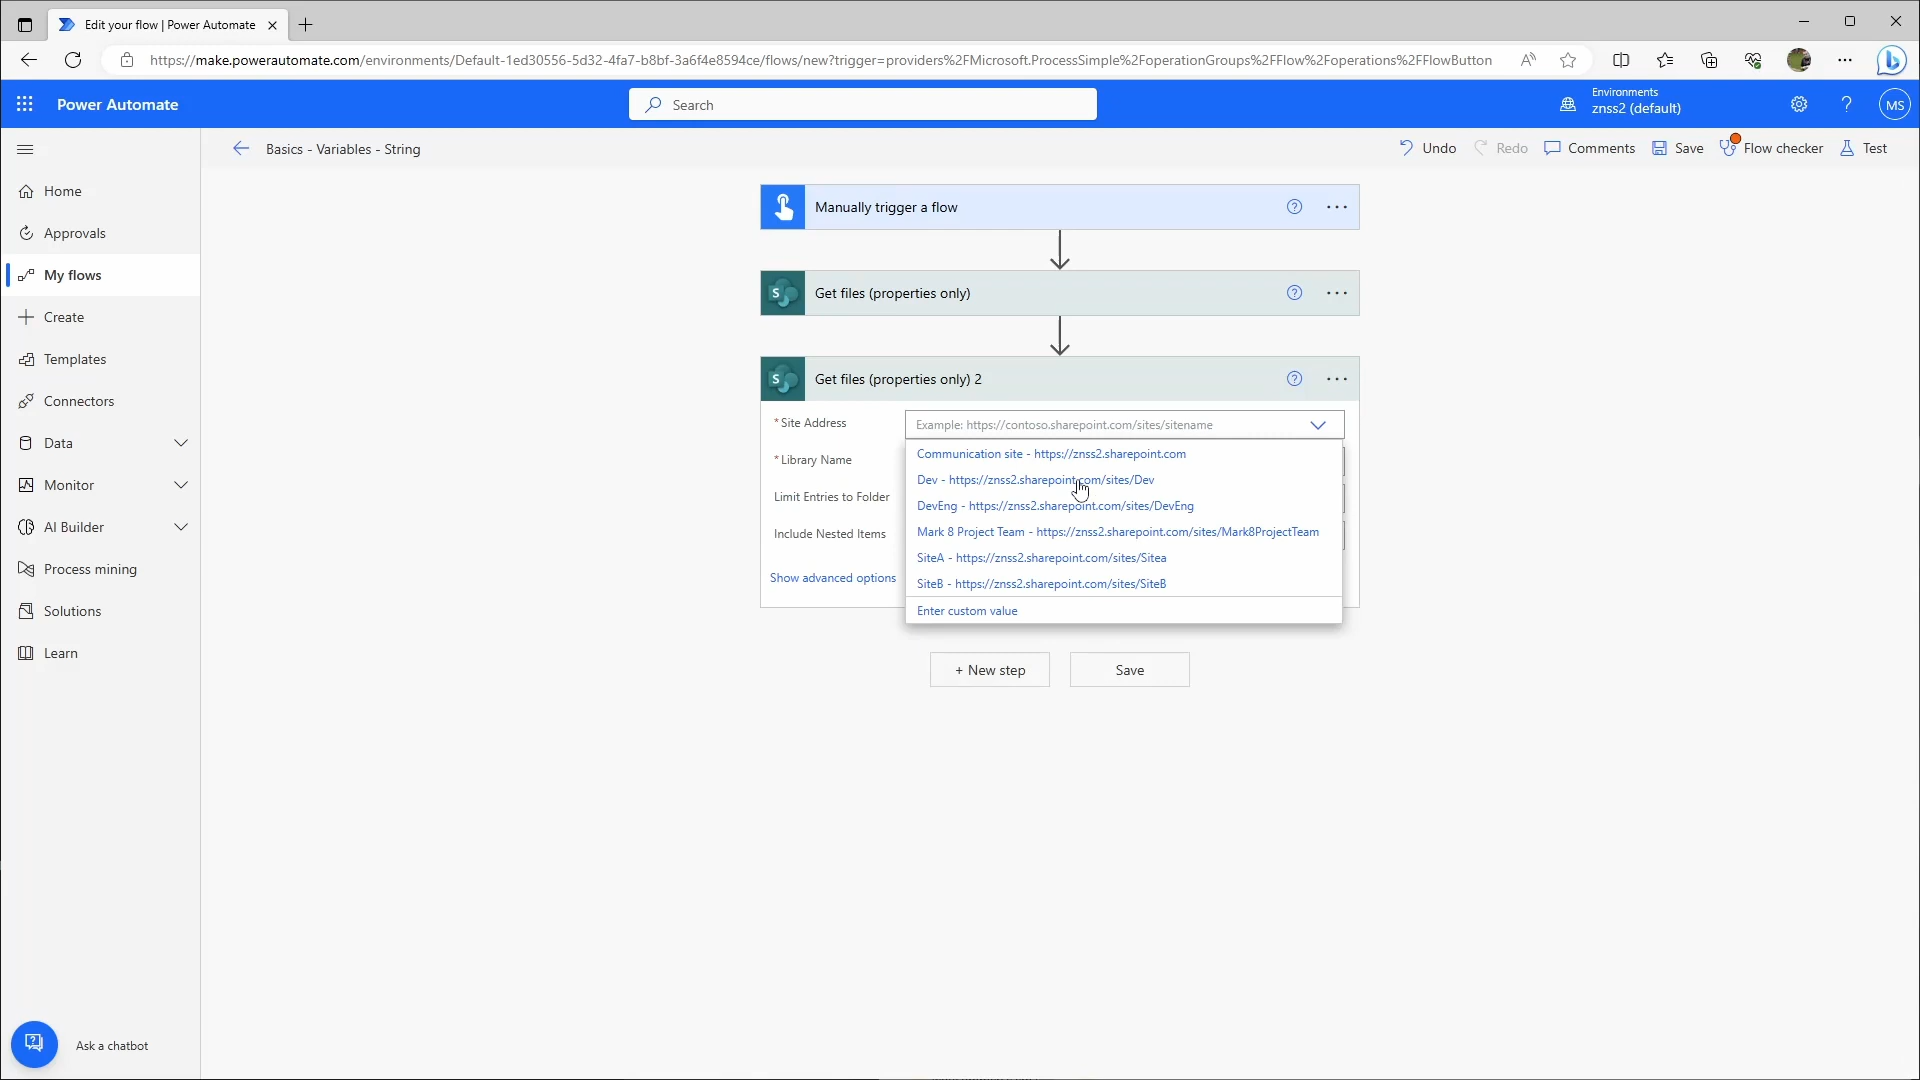 Edit your flow | Power Automate
https://make.powerautomate.com/environments/Default-1ed30556-5d32-4fa7-b8bf-3a6f4e8594ce/flows/new?trigger=providers%2FMicrosoft.ProcessSimple%2FoperationGroups%2FFlow%2Foperations%2FFlowButton
Power Automate
Search
Environments
znss2 (default)
MS
Basics - Variables - String
Undo
Redo
Comments
Save
Flow checker
Test
Home
Approvals
My flows
Create
Templates
Connectors
Data
Monitor
AI Builder
Process mining
Solutions
Learn
Ask a chatbot
Manually trigger a flow
S Get files (properties only)
S Get files (properties only) 2
* Site Address
Example: https://contoso.sharepoint.com/sites/sitename
* Library Name
Limit Entries to Folder
Include Nested Items
Show advanced options
Communication site - https://znss2.sharepoint.com
Dev - https://znss2.sharepoint.com/sites/Dev
DevEng - https://znss2.sharepoint.com/sites/DevEng
Mark 8 Project Team - https://znss2.sharepoint.com/sites/Mark8ProjectTeam
SiteA - https://znss2.sharepoint.com/sites/Sitea
SiteB - https://znss2.sharepoint.com/sites/SiteB
Enter custom value
+ New step
Save